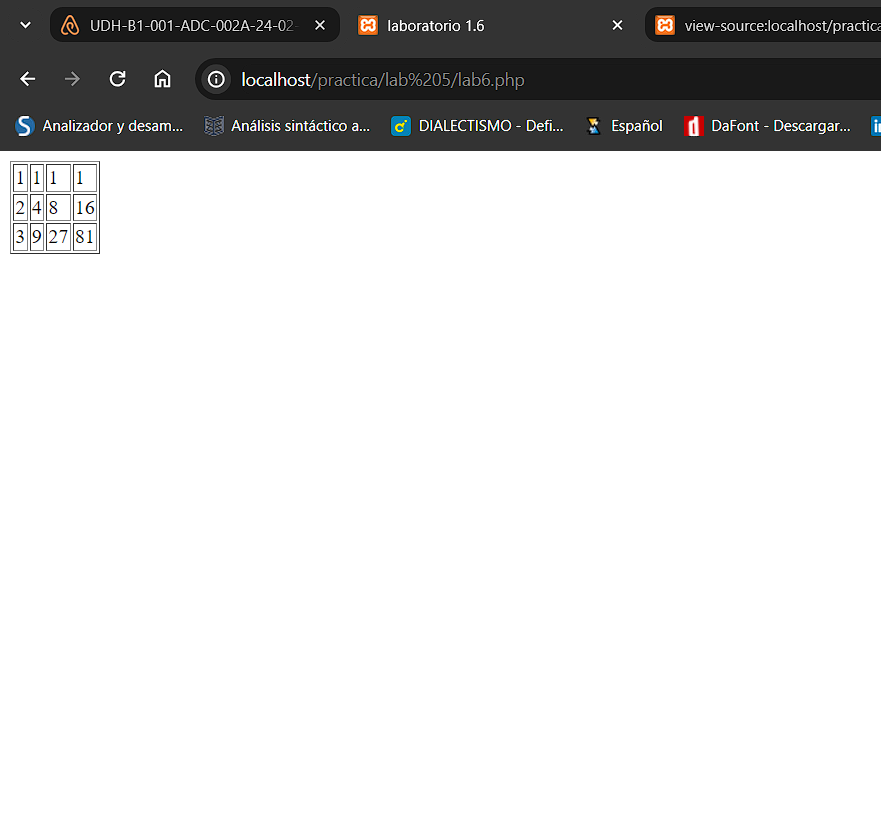 UDH-B1-001-ADC-002A-24-02-
laboratorio 1.6
view-source:localhost/practica
localhost/practica/lab%205/lab6.php
Analizador y desam...
Análisis sintáctico a...
DIALECTISMO - Defi...
Español
DaFont - Descargar...
1 1 1 1
2 4 8 16
3 9 27 81